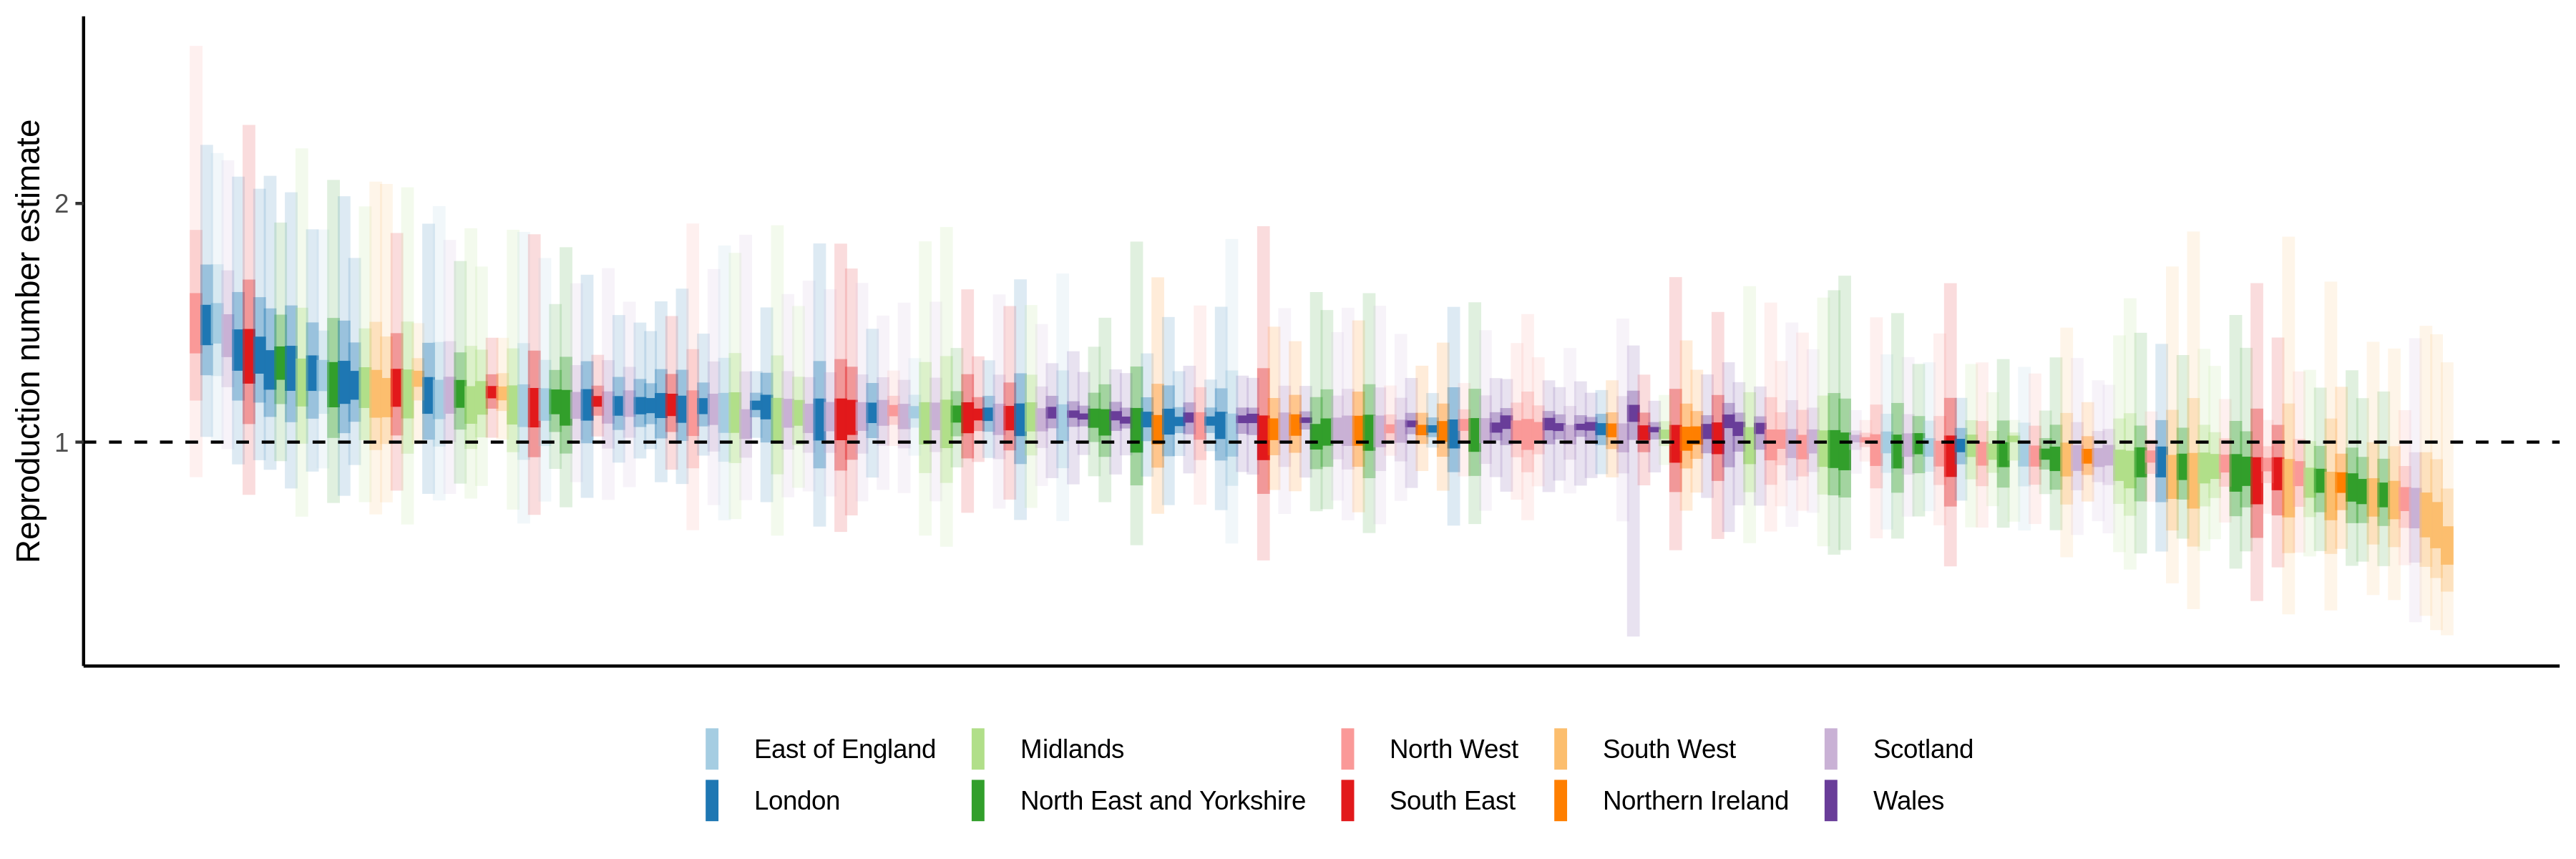 Reproduction number estimate
2
1
East of England Midlands North West South West Scotland
London North East and Yorkshire South East Northern Ireland Wales